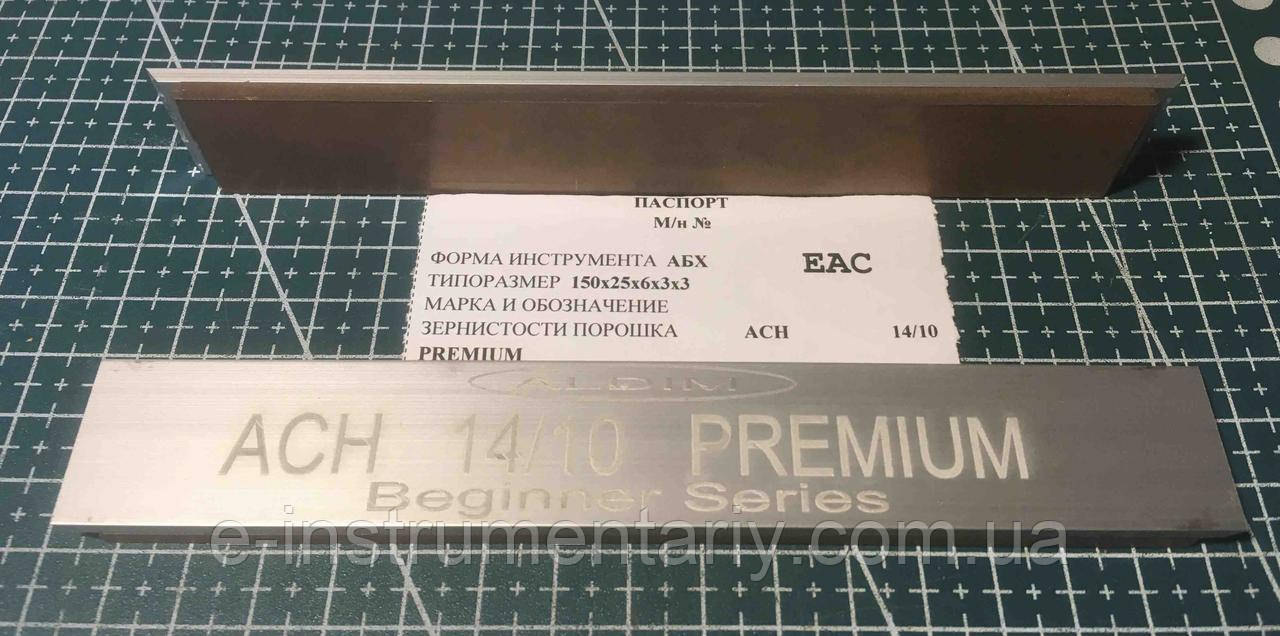 ПАСПОРТ
М/н №
ФОРМА ИНСТРУМЕНТА АБХ
EAC
ТИПОРАЗМЕР 150х25х6х3х3
МАРКА И ОБОЗНАЧЕНИЕ
ЗЕРНИСТОСТИ ПОРОШКА АСН 14/10
PREMIUM
ALDIM
АСН 14/10 PREMIUM
Beginner Series
e-instrumentariy.com.ua